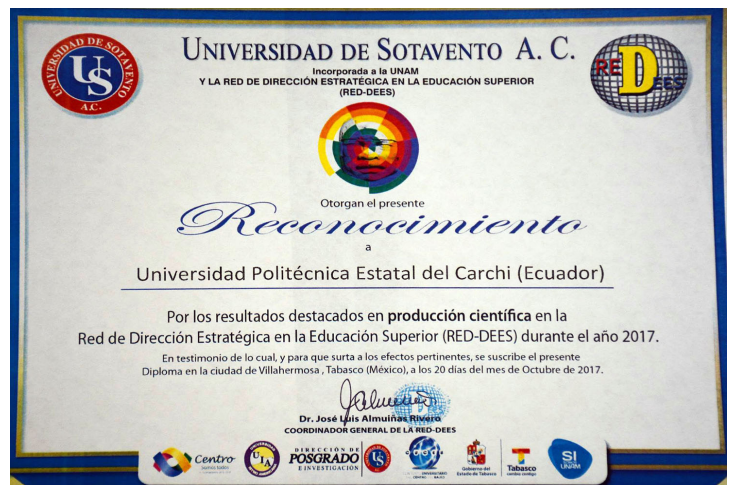 UNIVERSIDAD DE SOTAVENTO A. C.
Incorporada a la UNAM
Y LA RED DE DIRECCIÓN ESTRATÉGICA EN LA EDUCACIÓN SUPERIOR
(RED-DEES)
UNIVERSIDAD DE SOTAVENTO
US
A.C.
RE D EES
Otorgan el presente
Reconocimiento
a
Universidad Politécnica Estatal del Carchi (Ecuador)
Por los resultados destacados en producción científica en la
Red de Dirección Estratégica en la Educación Superior (RED-DEES) durante el año 2017.
En testimonio de lo cual, y para que surta a los efectos pertinentes, se suscribe el presente
Diploma en la ciudad de Villahermosa , Tabasco (México), a los 20 días del mes de Octubre de 2017.
Dr. José Luis Almuiñas Rivero
COORDINADOR GENERAL DE LA RED-DEES
Centro
UIA
DIRECCIÓN DE
POSGRADO
E INVESTIGACIÓN
US
Gobierno del
Estado de Tabasco
Tabasco
cambia contigo
SI
UNAM